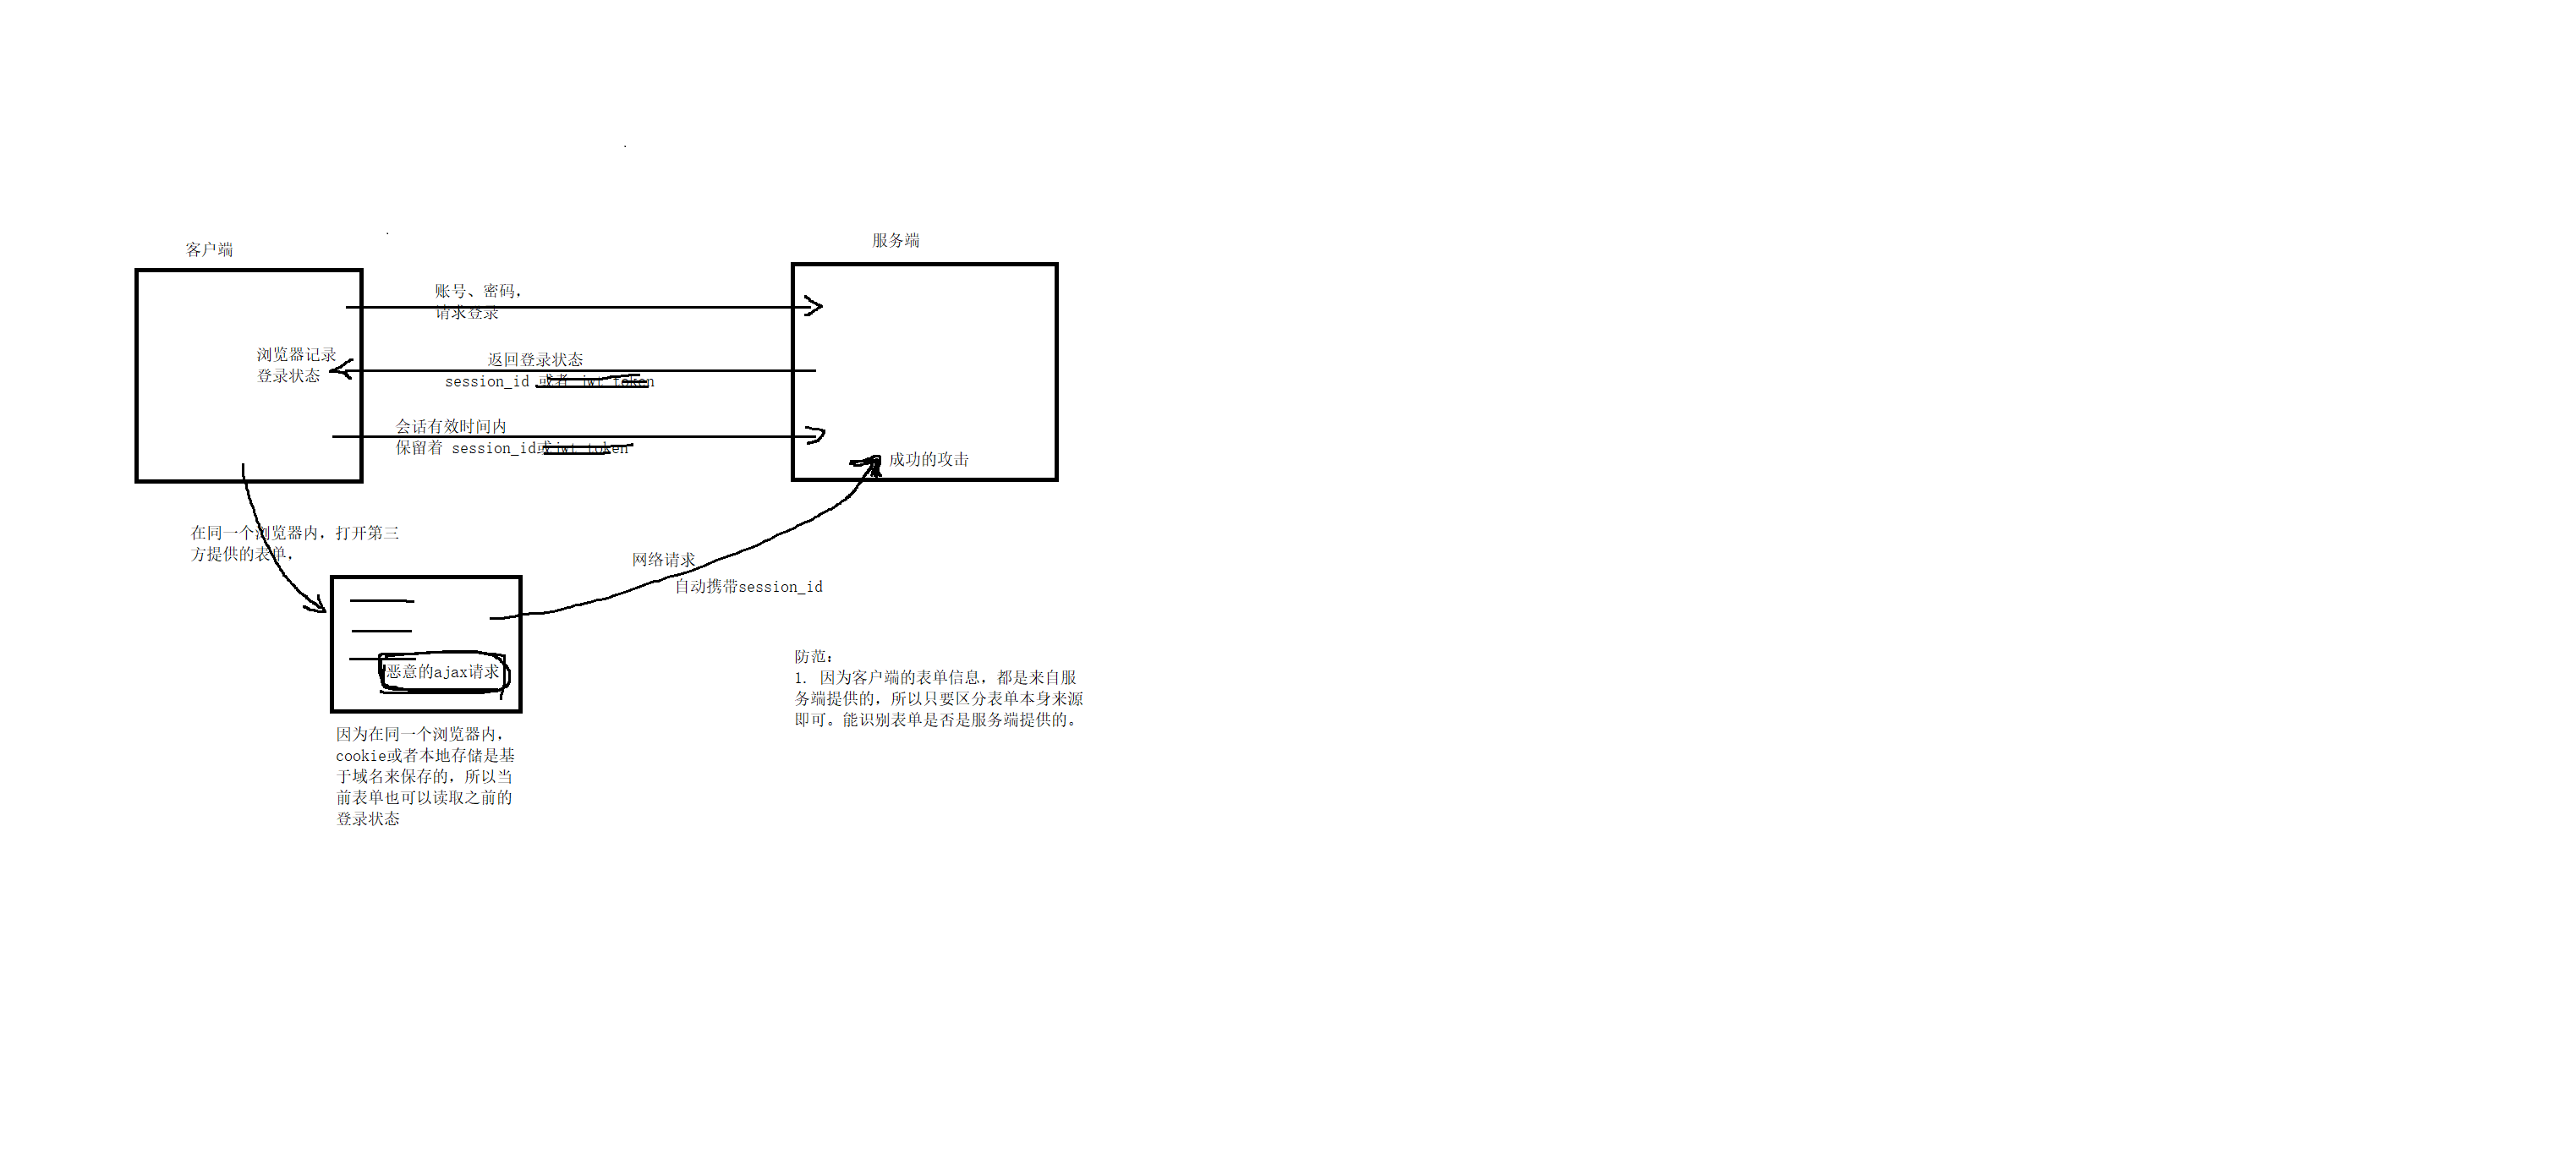 客户端
服务端
账号、密码,
请求登录
浏览器记录
登录状态
返回登录状态
session_id 或者 jwt token
会话有效时间内
保留着 session_id或jwt token
成功的攻击
在同一个浏览器内，打开第三
方提供的表单，
网络请求
自动携带session_id
恶意的ajax请求
防范：
1. 因为客户端的表单信息，都是来自服
务端提供的，所以只要区分表单本身来源
即可。能识别表单是否是服务端提供的。
因为在同一个浏览器内，
cookie或者本地存储是基
于域名来保存的，所以当
前表单也可以读取之前的
登录状态